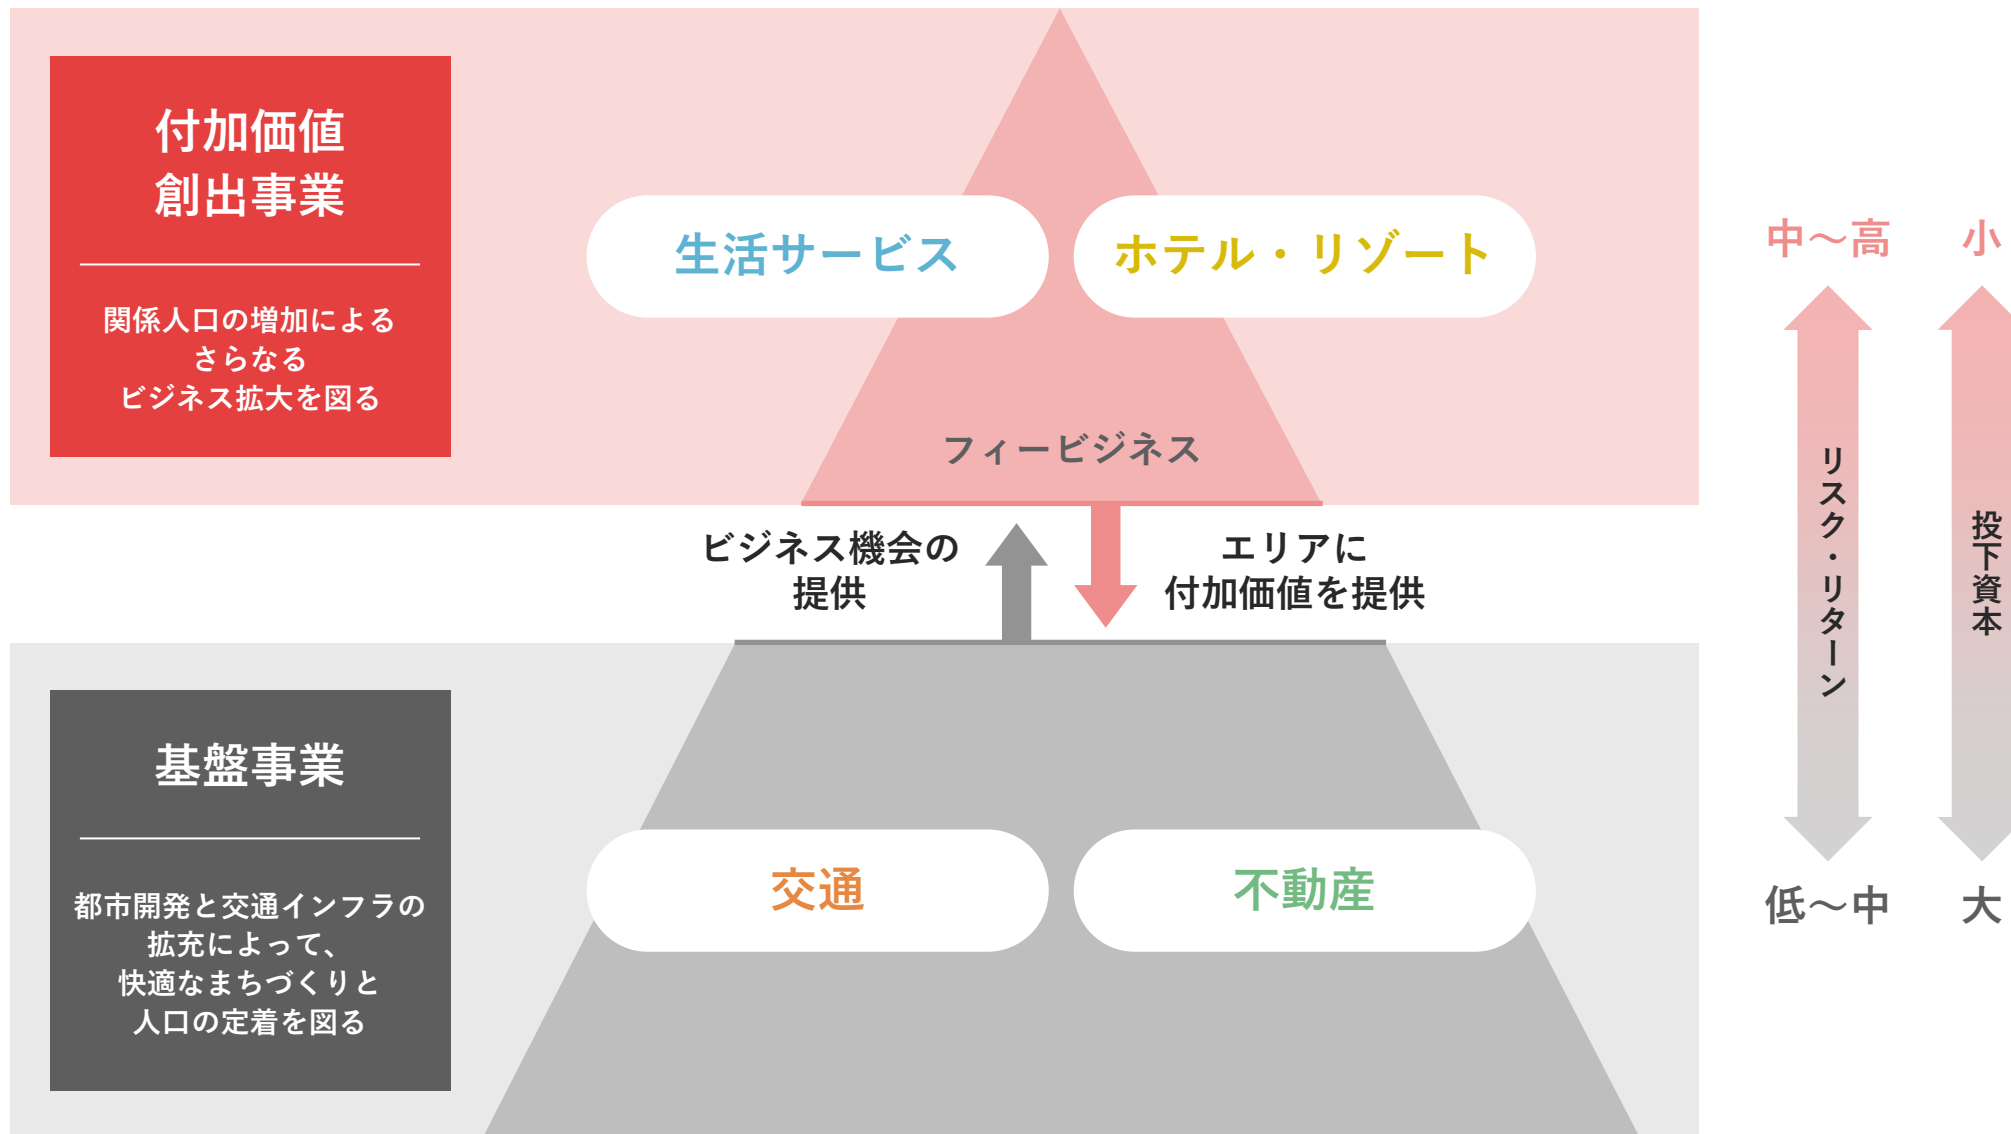 付加価値
創出事業
関係人口の増加による
さらなる
ビジネス拡大を図る
生活サービス
ホテル・リゾート
フィービジネス
ビジネス機会の
提供
エリアに
付加価値を提供
基盤事業
都市開発と交通インフラの
拡充によって、
快適なまちづくりと
人口の定着を図る
交通
不動産
中〜高
リスク・リターン
低〜中
小
投下資本
大